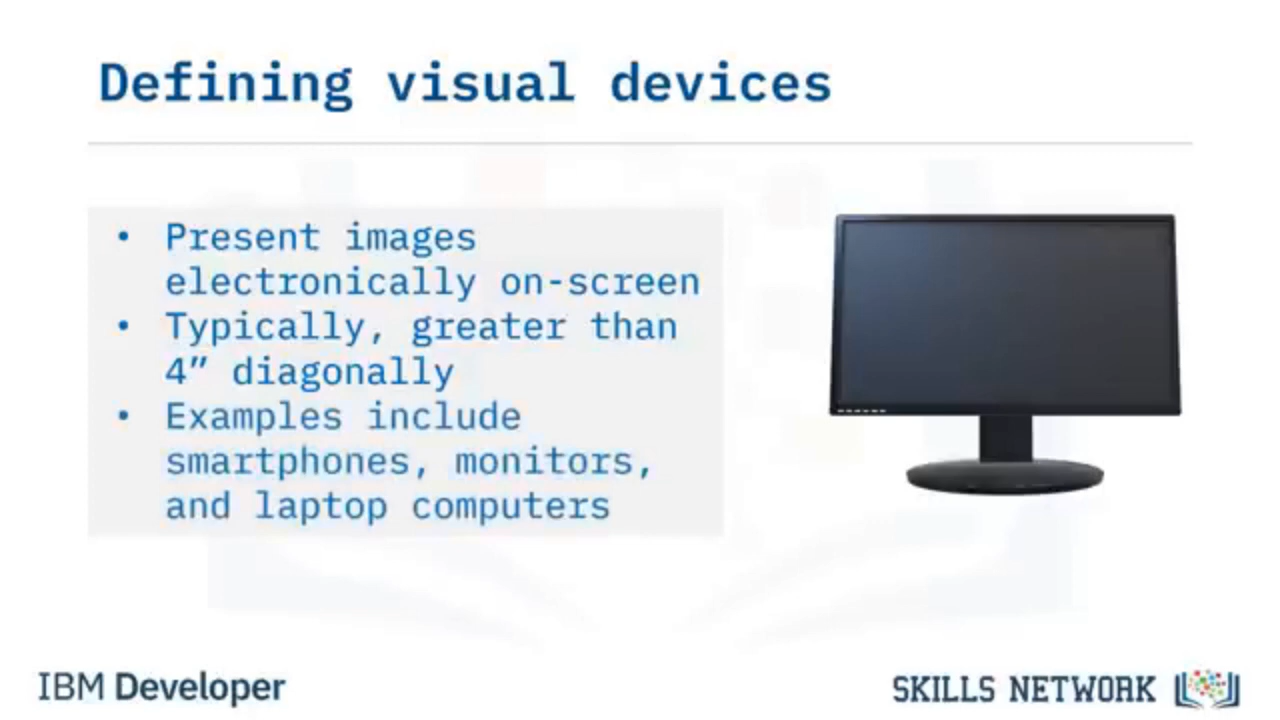 Defining visual devices
• Present images
electronically on-screen
• Typically, greater than
4” diagonally
• Examples include
smartphones, monitors,
and laptop computers
IBM Developer
SKILLS NETWORK